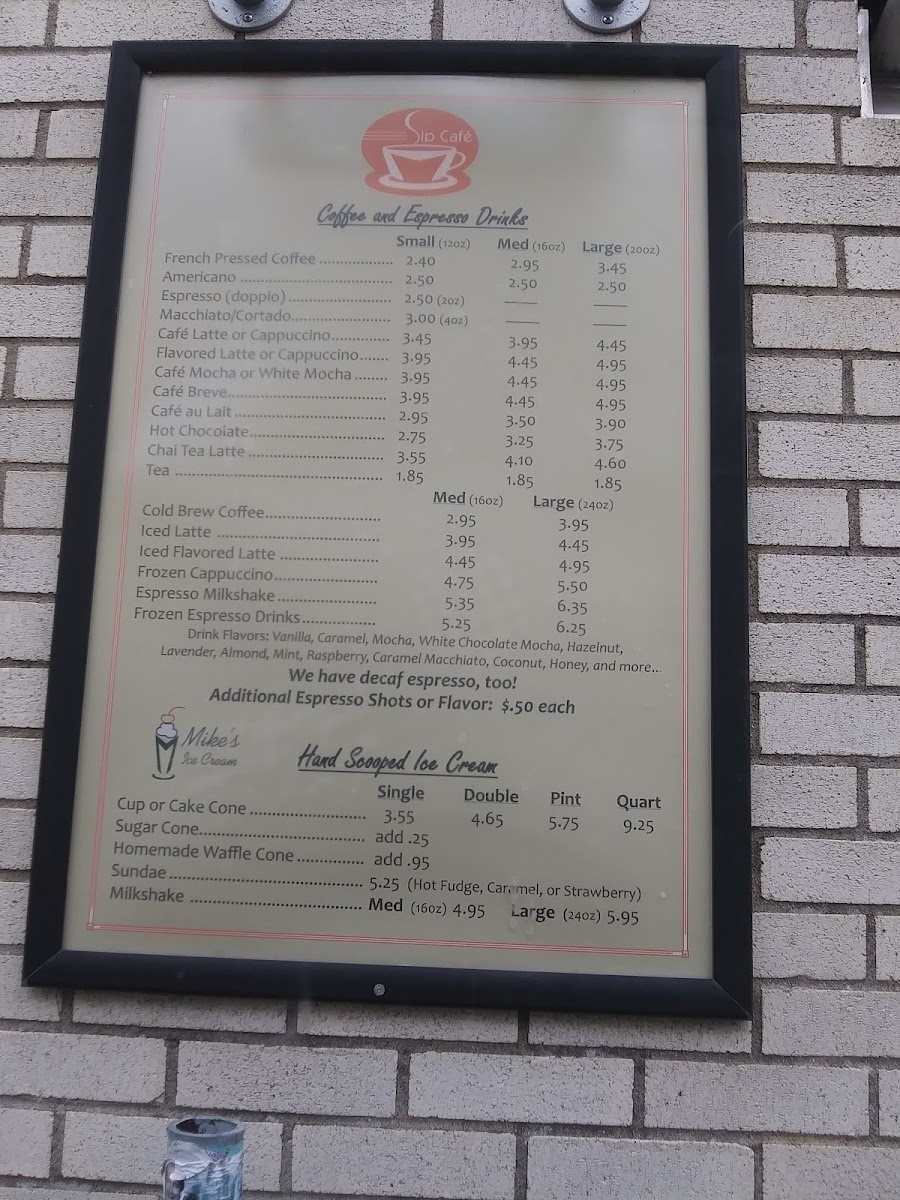 Sip Café
Coffee and Espresso Drinks
Small (12oz) Med (16oz) Large (20oz)
French Pressed Coffee .................. 2.40 2.95 3.45
Americano ..................................... 2.50 2.50 2.50
Espresso (doppio)......................... 2.50 (2oz) —— ——
Macchiato/Cortado........................ 3.00 (4oz) —— ——
Café Latte or Cappuccino.............. 3.45 3.95 4.45
Flavored Latte or Cappuccino....... 3.95 4.45 4.95
Café Mocha or White Mocha ........ 3.95 4.45 4.95
Café Breve...................................... 3.95 4.45 4.95
Café au Lait..................................... 2.95 3.50 3.90
Hot Chocolate................................. 2.75 3.25 3.75
Chai Tea Latte ................................. 3.55 4.10 4.60
Tea .................................................. 1.85 1.85 1.85
Med (16oz) Large (24oz)
Cold Brew Coffee............................ 2.95 3.95
Iced Latte ....................................... 3.95 4.45
Iced Flavored Latte ........................ 4.45 4.95
Frozen Cappuccino......................... 4.75 5.50
Espresso Milkshake........................ 5.35 6.35
Frozen Espresso Drinks.................. 5.25 6.25
Drink Flavors: Vanilla, Caramel, Mocha, White Chocolate Mocha, Hazelnut,
Lavender, Almond, Mint, Raspberry, Caramel Macchiato, Coconut, Honey, and more...
We have decaf espresso, too!
Additional Espresso Shots or Flavor: $.50 each
Mike's
Ice Cream
Hand Scooped Ice Cream
Single Double Pint Quart
Cup or Cake Cone ............................ 3.55 4.65 5.75 9.25
Sugar Cone........................................ add .25
Homemade Waffle Cone................ add .95
Sundae .............................................. 5.25 (Hot Fudge, Caramel, or Strawberry)
Milkshake ......................................... Med (16oz) 4.95 Large (24oz) 5.95